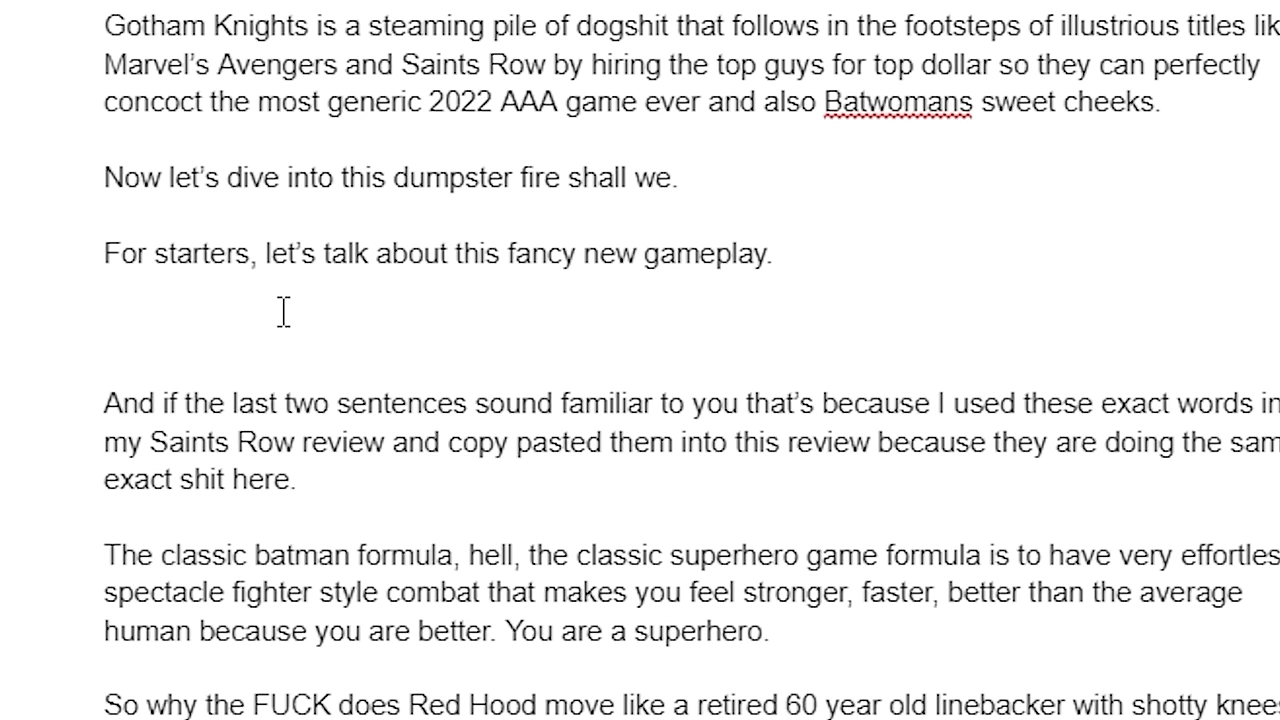 Gotham Knights is a steaming pile of dogshit that follows in the footsteps of illustrious titles
Marvel’s Avengers and Saints Row by hiring the top guys for top dollar so they can perfectly
concoct the most generic 2022 AAA game ever and also Batwomans sweet cheeks.
Now let’s dive into this dumpster fire shall we.
For starters, let’s talk about this fancy new gameplay.
And if the last two sentences sound familiar to you that’s because I used these exact words in
my Saints Row review and copy pasted them into this review because they are doing the
exact shit here.
The classic batman formula, hell, the classic superhero game formula is to have very
spectacle fighter style combat that makes you feel stronger, faster, better than the average
human because you are better. You are a superhero.
So why the FUCK does Red Hood move like a retired 60 year old linebacker with shotty